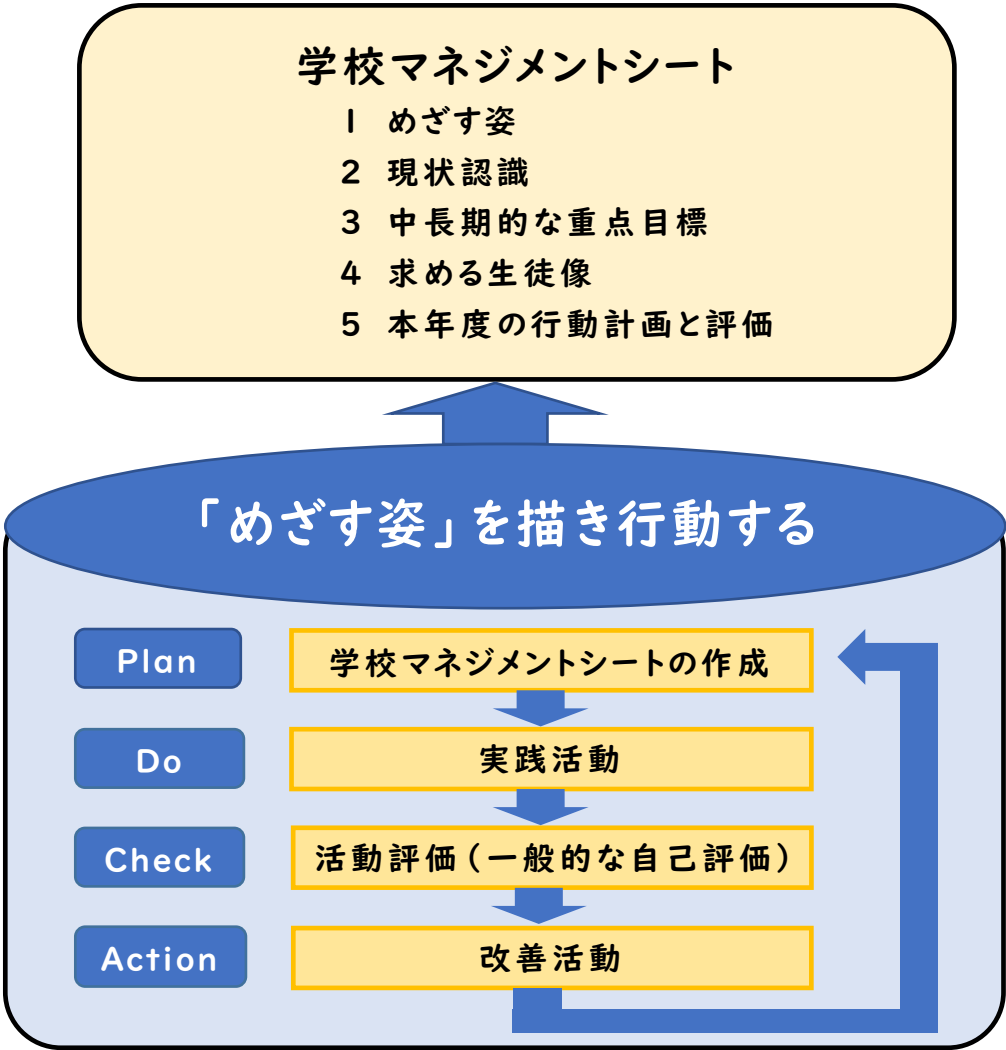 学校マネジメントシート
1 めざす姿
2 現状認識
3 中長期的な重点目標
4 求める生徒像
5 本年度の行動計画と評価
「めざす姿」を描き行動する
Plan 学校マネジメントシートの作成
Do 実践活動
Check 活動評価(一般的な自己評価)
Action 改善活動